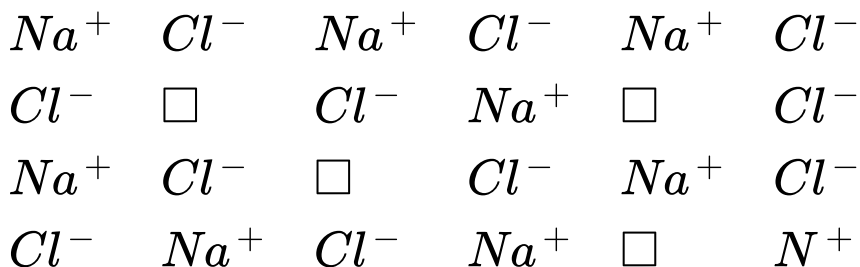 Na⁺ Cl⁻ Na⁺ Cl⁻ Na⁺ Cl⁻
Cl⁻ □ Cl⁻ Na⁺ □ Cl⁻
Na⁺ Cl⁻ □ Cl⁻ Na⁺ Cl⁻
Cl⁻ Na⁺ Cl⁻ Na⁺ □ N⁺